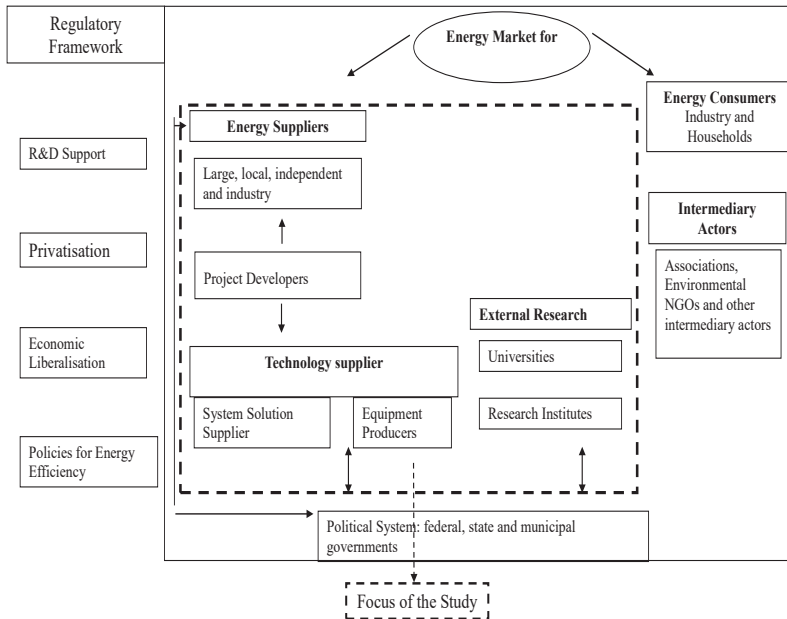 Regulatory
Framework
R&D Support
Privatisation
Economic
Liberalisation
Policies for Energy
Efficiency
Energy Market for
Energy Suppliers
Large, local, independent
and industry
Project Developers
Technology supplier
System Solution
Supplier
Equipment
Producers
External Research
Universities
Research Institutes
Energy Consumers
Industry and
Households
Intermediary
Actors
Associations,
Environmental
NGOs and other
intermediary actors
Political System: federal, state and municipal
governments
Focus of the Study